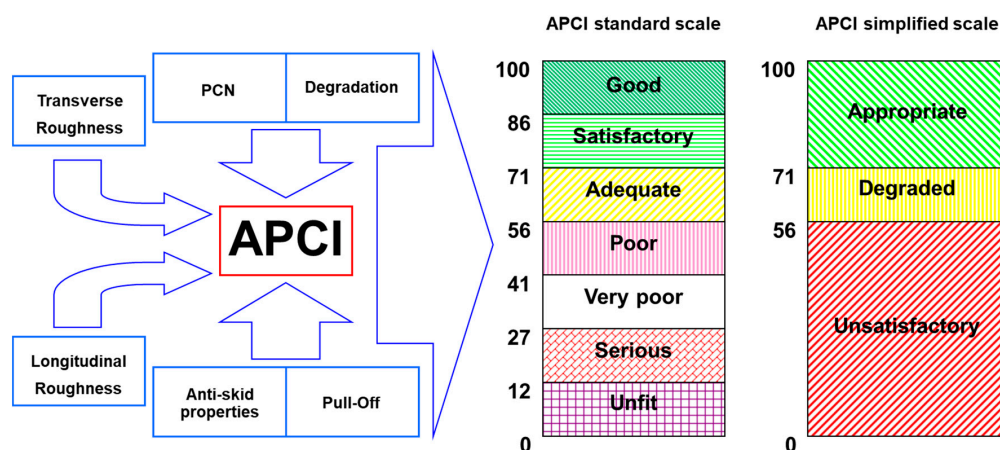 APCI standard scale
APCI simplified scale
Transverse
Roughness
PCN
Degradation
APCI
Longitudinal
Roughness
Anti-skid
properties
Pull-Off
100
Good
86
Satisfactory
71
Adequate
56
Poor
41
Very poor
27
Serious
12
Unfit
0
100
Appropriate
71
Degraded
56
Unsatisfactory
0